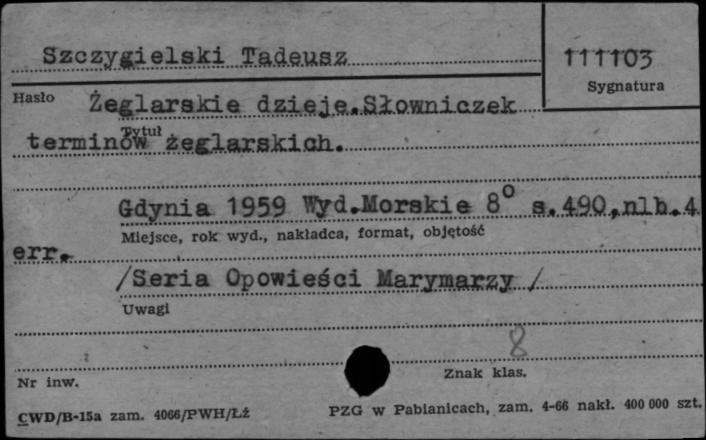 Szczygielski Tadeusz
111103
Sygnatura
Hasło
Żeglarskie dzieje.Słowniczek
Tytuł
terminów żeglarskich.
Gdynia 1959 Wyd.Morskie 8° s.490,nlb.4
Miejsce, rok wyd., nakładca, format, objętość
err.
/Seria Opowieści Marymarzy /
Uwagi
8
Nr inw.
Znak klas.
CWD/B-15a zam. 4066/PWH/Łż
PZG w Pabianicach, zam. 4-66 nakł. 400 000 szt.